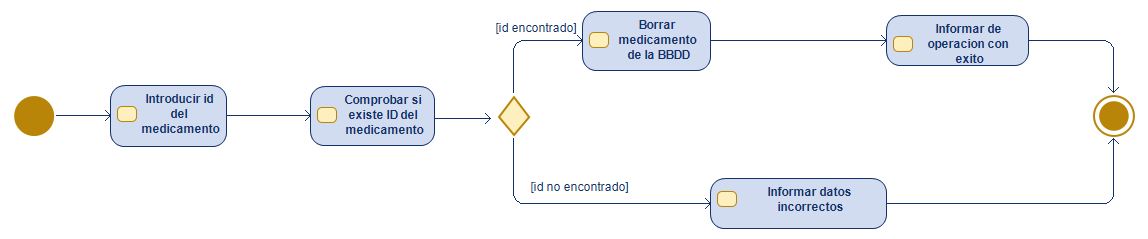 Introducir id
del
medicamento
Comprobar si
existe ID del
medicamento
[id encontrado]
Borrar
medicamento
de la BBDD
Informar de
operacion con
exito
[id no encontrado]
Informar datos
incorrectos